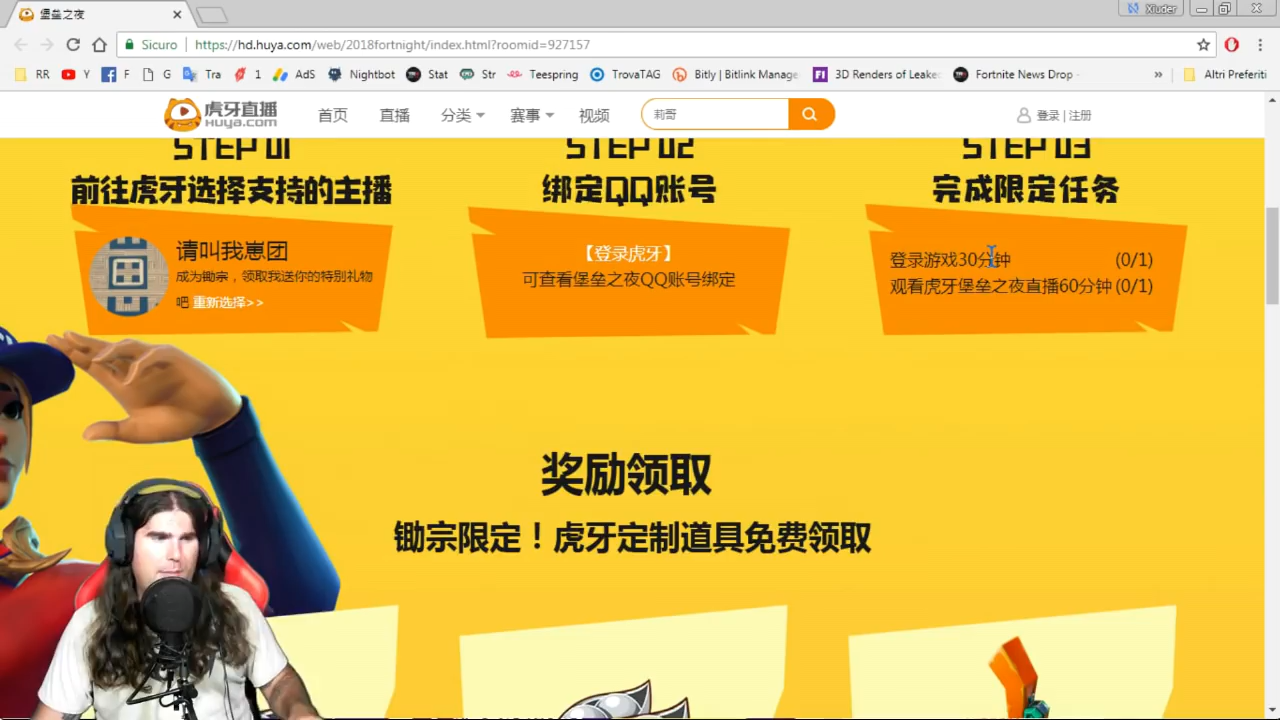 堡垒之夜
Xiuder
Sicuro
https://hd.huya.com/web/2018fortnight/index.html?roomid=927157
RR
Y
F
G
Tra
1
AdS
Nightbot
Stat
Str
Teespring
TrovaTAG
Bitly | Bitlink Manage
3D Renders of Leake
Fortnite News Drop -
»
Altri Preferiti
虎牙直播
HUYA.com
首页
直播
分类
赛事
视频
莉哥
登录 | 注册
STEP 01
STEP 02
STEP 03
前往虎牙选择支持的主播
绑定QQ账号
完成限定任务
请叫我崽团
成为锄宗，领取我送你的特别礼物
吧 重新选择>>
【登录虎牙】
可查看堡垒之夜QQ账号绑定
登录游戏30分钟 (0/1)
观看虎牙堡垒之夜直播60分钟 (0/1)
奖励领取
锄宗限定！虎牙定制道具免费领取